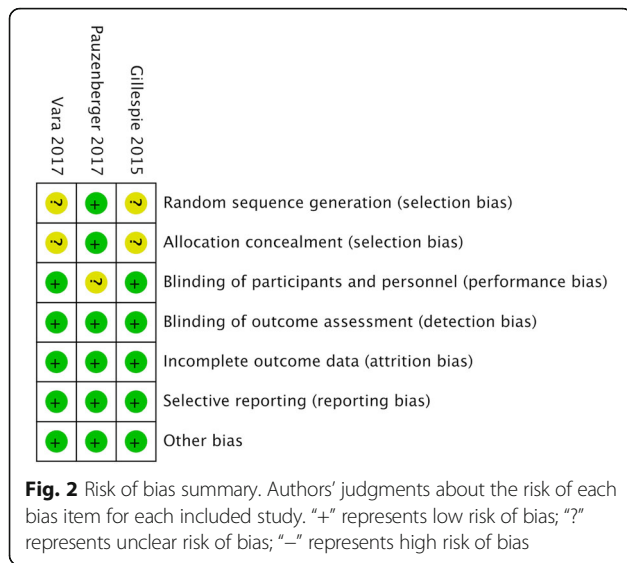 Vara 2017
Pauzenberger 2017
Gillespie 2015
? + ? Random sequence generation (selection bias)
? + ? Allocation concealment (selection bias)
+ ? + Blinding of participants and personnel (performance bias)
+ + + Blinding of outcome assessment (detection bias)
+ + + Incomplete outcome data (attrition bias)
+ + + Selective reporting (reporting bias)
+ + + Other bias
Fig. 2 Risk of bias summary. Authors’ judgments about the risk of each
bias item for each included study. “+” represents low risk of bias; “?”
represents unclear risk of bias; “−” represents high risk of bias